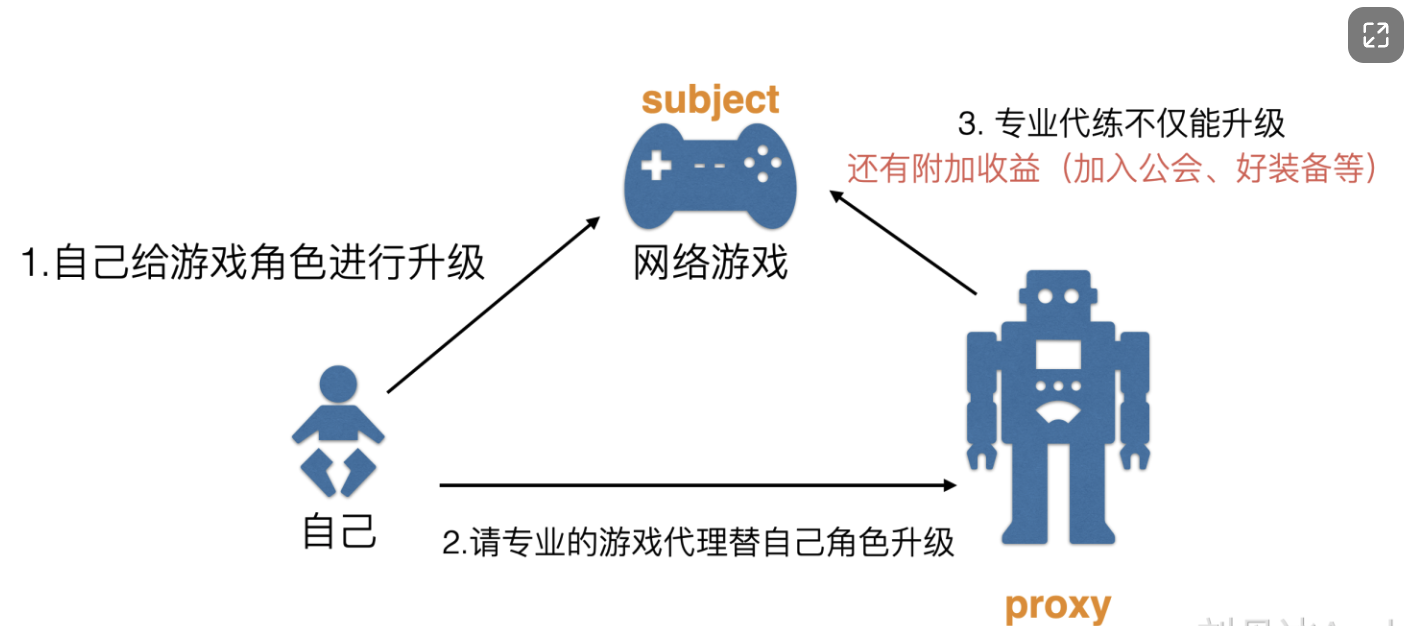 subject
3. 专业代练不仅能升级
还有附加收益（加入公会、好装备等）
1.自己给游戏角色进行升级
网络游戏
自己
2.请专业的游戏代理替自己角色升级
proxy